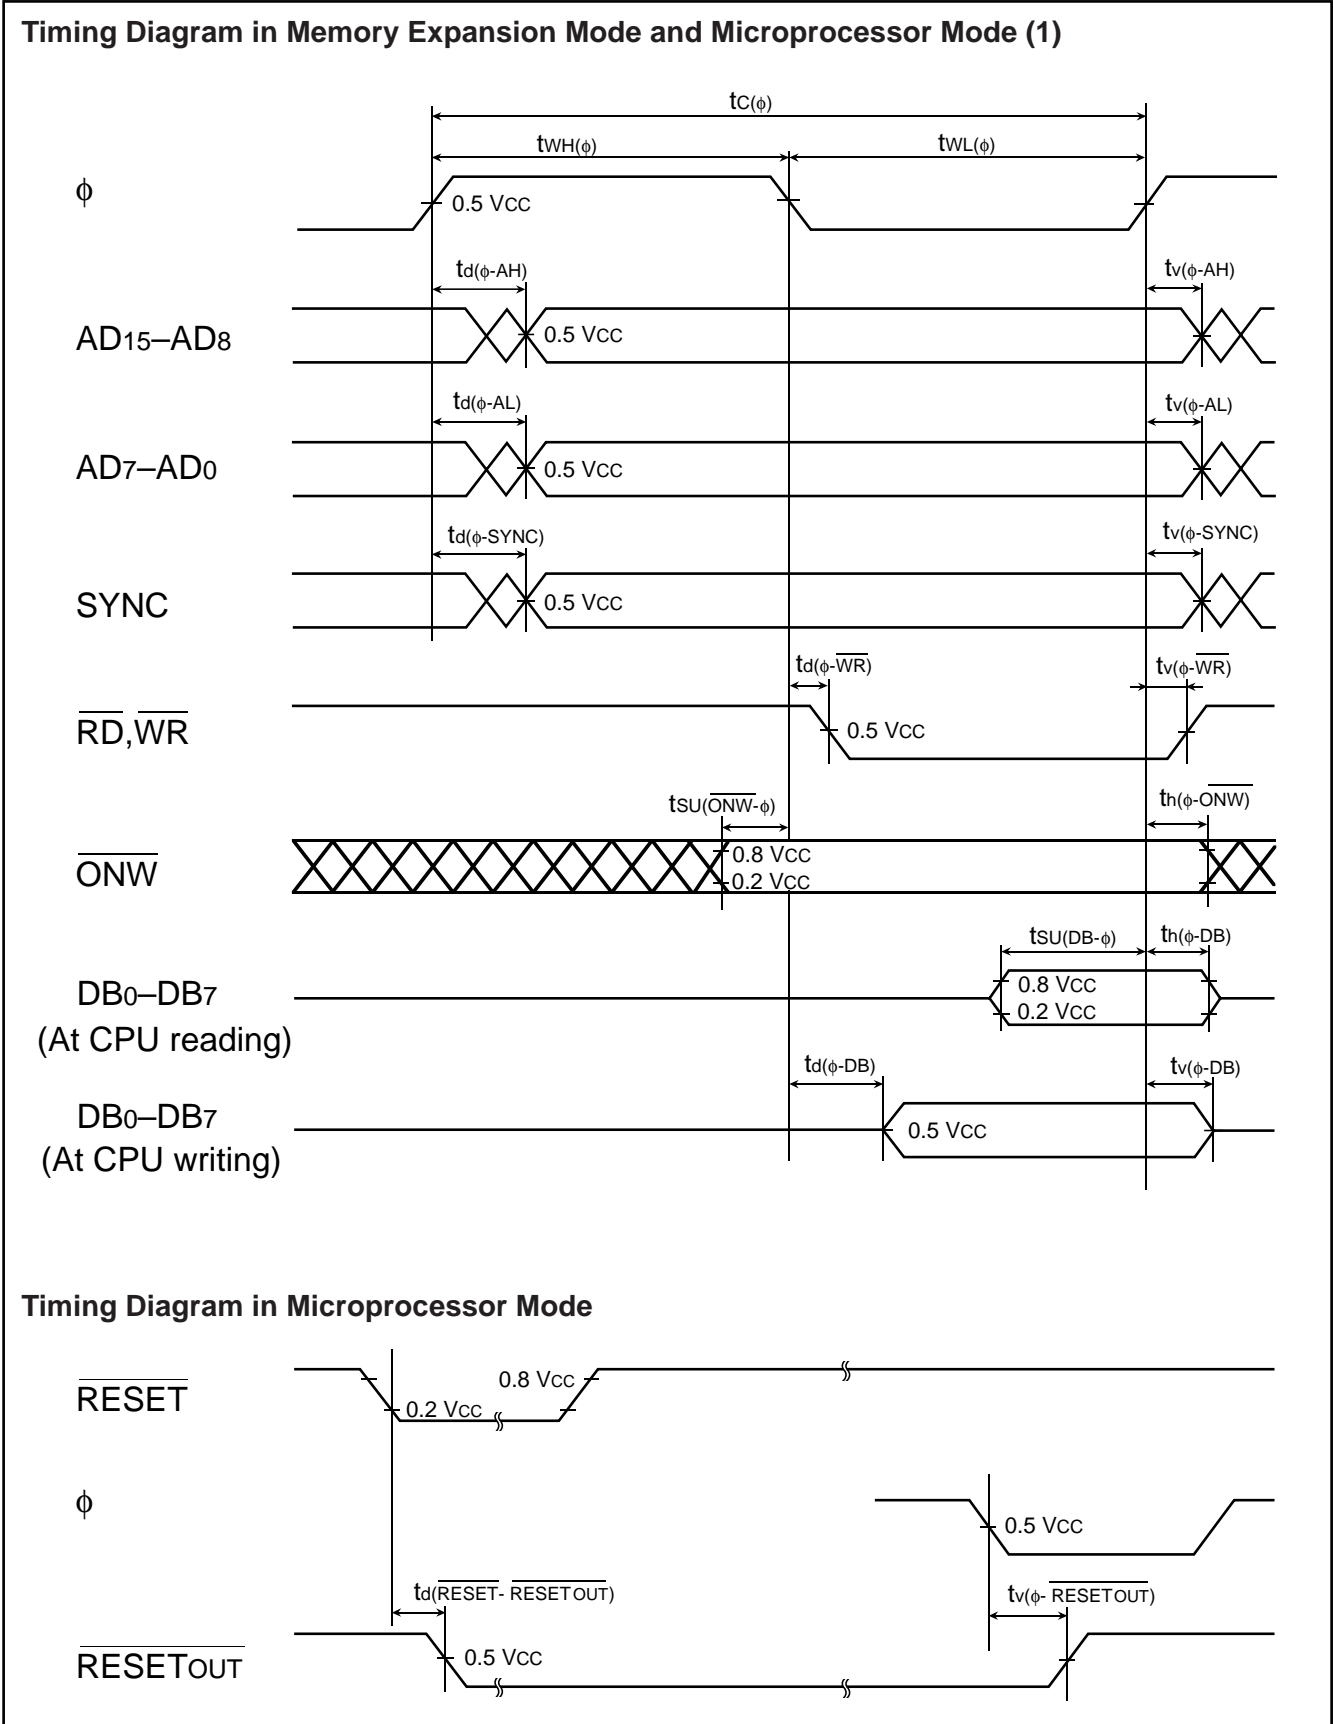 Timing Diagram in Memory Expansion Mode and Microprocessor Mode (1)
tC(ϕ)
tWH(ϕ) tWL(ϕ)
ϕ
0.5 VCC
td(ϕ-AH) tv(ϕ-AH)
AD15–AD8
0.5 VCC
td(ϕ-AL) tv(ϕ-AL)
AD7–AD0
0.5 VCC
td(ϕ-SYNC) tv(ϕ-SYNC)
SYNC
0.5 VCC
td(ϕ-WR) tv(ϕ-WR)
RD,WR
0.5 VCC
tSU(ONW-ϕ) th(ϕ-ONW)
ONW
0.8 VCC
0.2 VCC
tSU(DB-ϕ) th(ϕ-DB)
DB0–DB7
(At CPU reading)
0.8 VCC
0.2 VCC
td(ϕ-DB) tv(ϕ-DB)
DB0–DB7
(At CPU writing)
0.5 VCC
Timing Diagram in Microprocessor Mode
RESET
0.8 VCC
0.2 VCC
ϕ
0.5 VCC
td(RESET- RESETOUT) tv(ϕ- RESETOUT)
RESETOUT
0.5 VCC